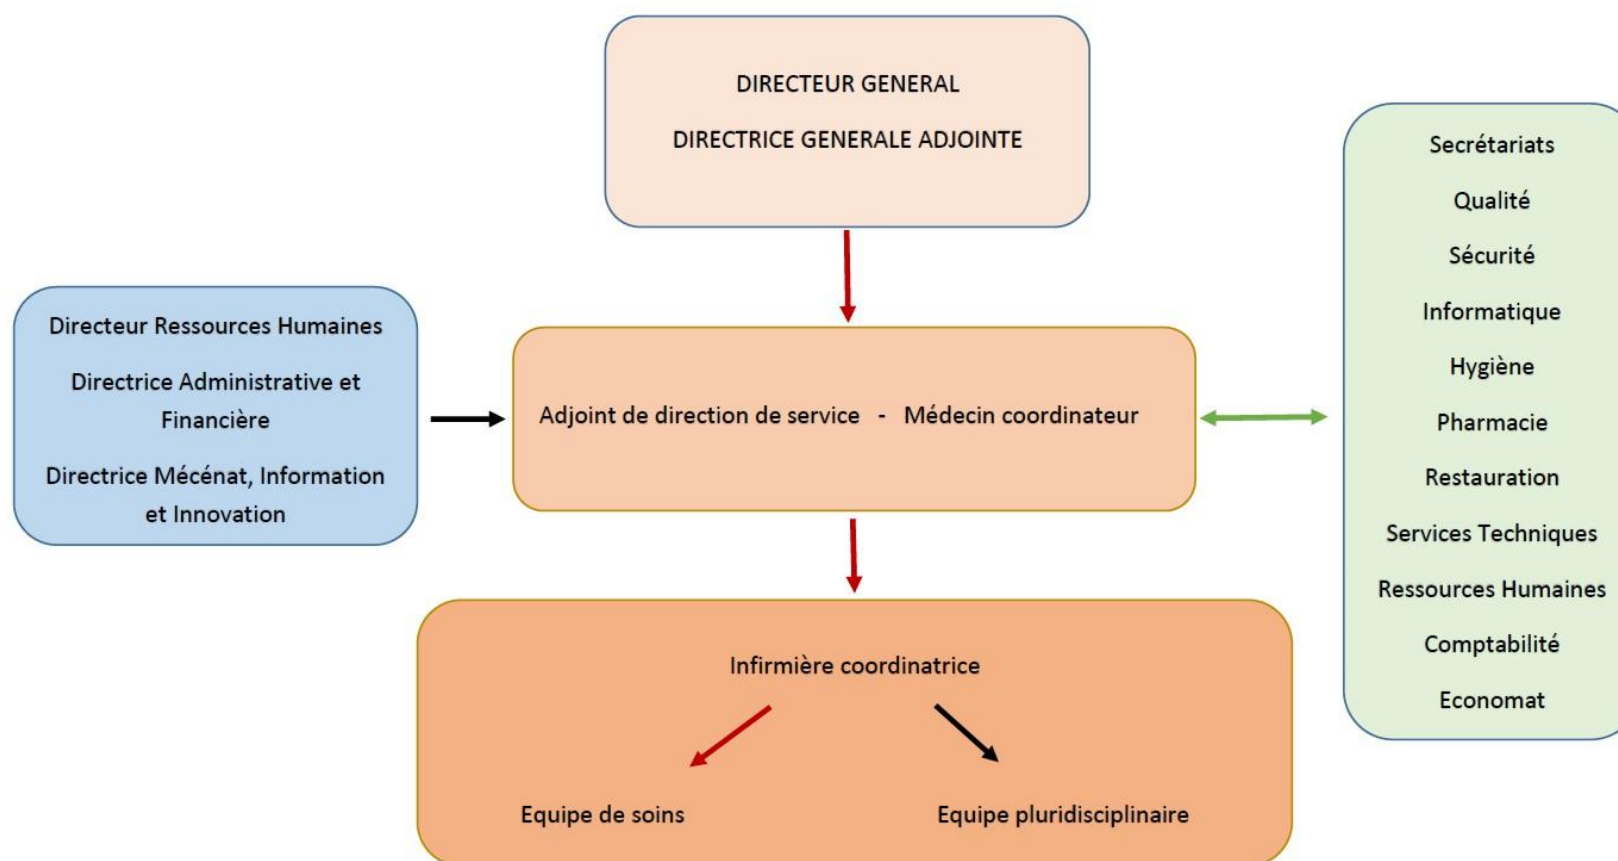 DIRECTEUR GENERAL
DIRECTRICE GENERALE ADJOINTE
Directeur Ressources Humaines
Directrice Administrative et
Financière
Directrice Mécénat, Information
et Innovation
Adjoint de direction de service - Médecin coordinateur
Secrétariats
Qualité
Sécurité
Informatique
Hygiène
Pharmacie
Restauration
Services Techniques
Ressources Humaines
Comptabilité
Economat
Infirmière coordinatrice
Equipe de soins
Equipe pluridisciplinaire